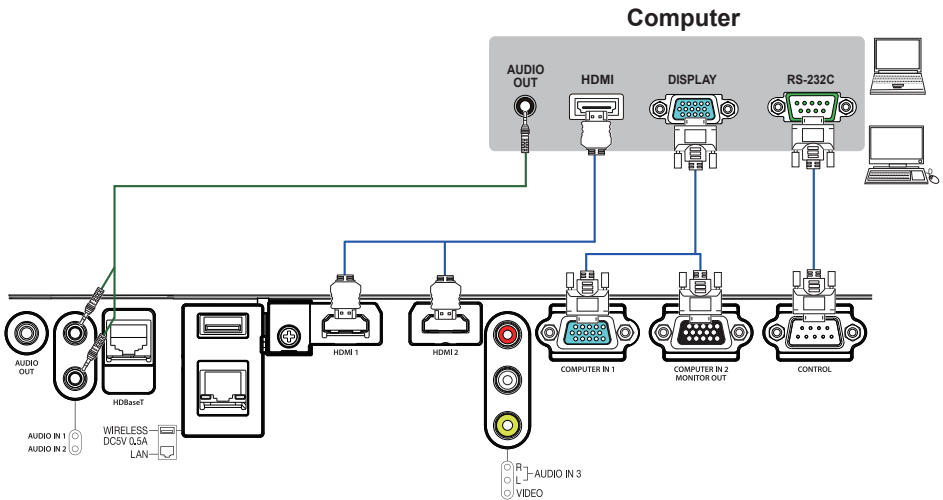 Computer
AUDIO
OUT
HDMI
DISPLAY
RS-232C
AUDIO
OUT
HDBaseT
HDMI 1
HDMI 2
COMPUTER IN 1
COMPUTER IN 2
MONITOR OUT
CONTROL
AUDIO IN 1
AUDIO IN 2
WIRELESS
DC5V 0.5A
LAN
R
L
AUDIO IN 3
VIDEO